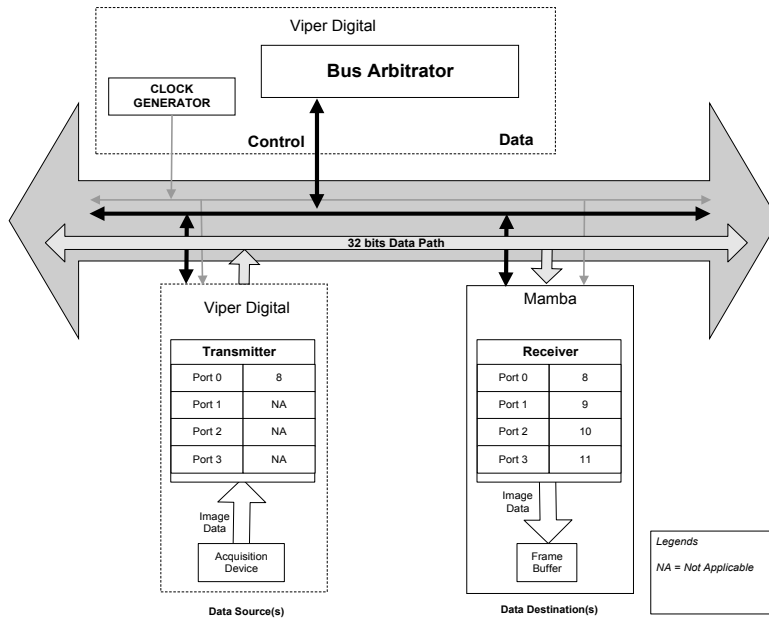 Viper Digital
Bus Arbitrator
CLOCK
GENERATOR
Control
Data
32 bits Data Path
Viper Digital
Transmitter
Port 0 8
Port 1 NA
Port 2 NA
Port 3 NA
Image
Data
Acquisition
Device
Data Source(s)
Mamba
Receiver
Port 0 8
Port 1 9
Port 2 10
Port 3 11
Image
Data
Frame
Buffer
Data Destination(s)
Legends
NA = Not Applicable